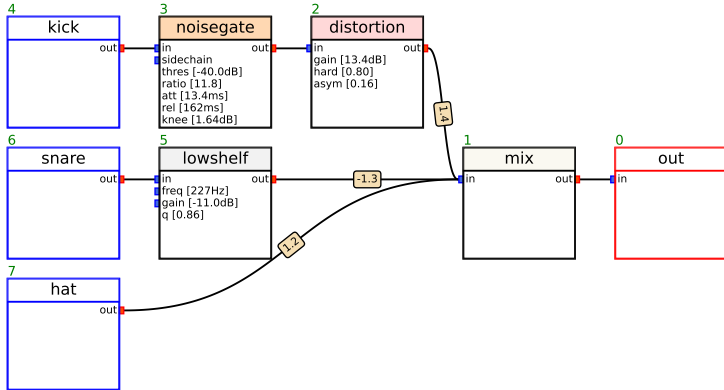 4
kick
out
3
noisegate
in
out
sidechain
thres [-40.0dB]
ratio [11.8]
att [13.4ms]
rel [162ms]
knee [1.64dB]
2
distortion
in
out
gain [13.4dB]
hard [0.80]
asym [0.16]
1.4
6
snare
out
5
lowshelf
in
out
freq [227Hz]
gain [-11.0dB]
q [0.86]
-1.3
1
mix
in
out
0
out
in
1.2
7
hat
out